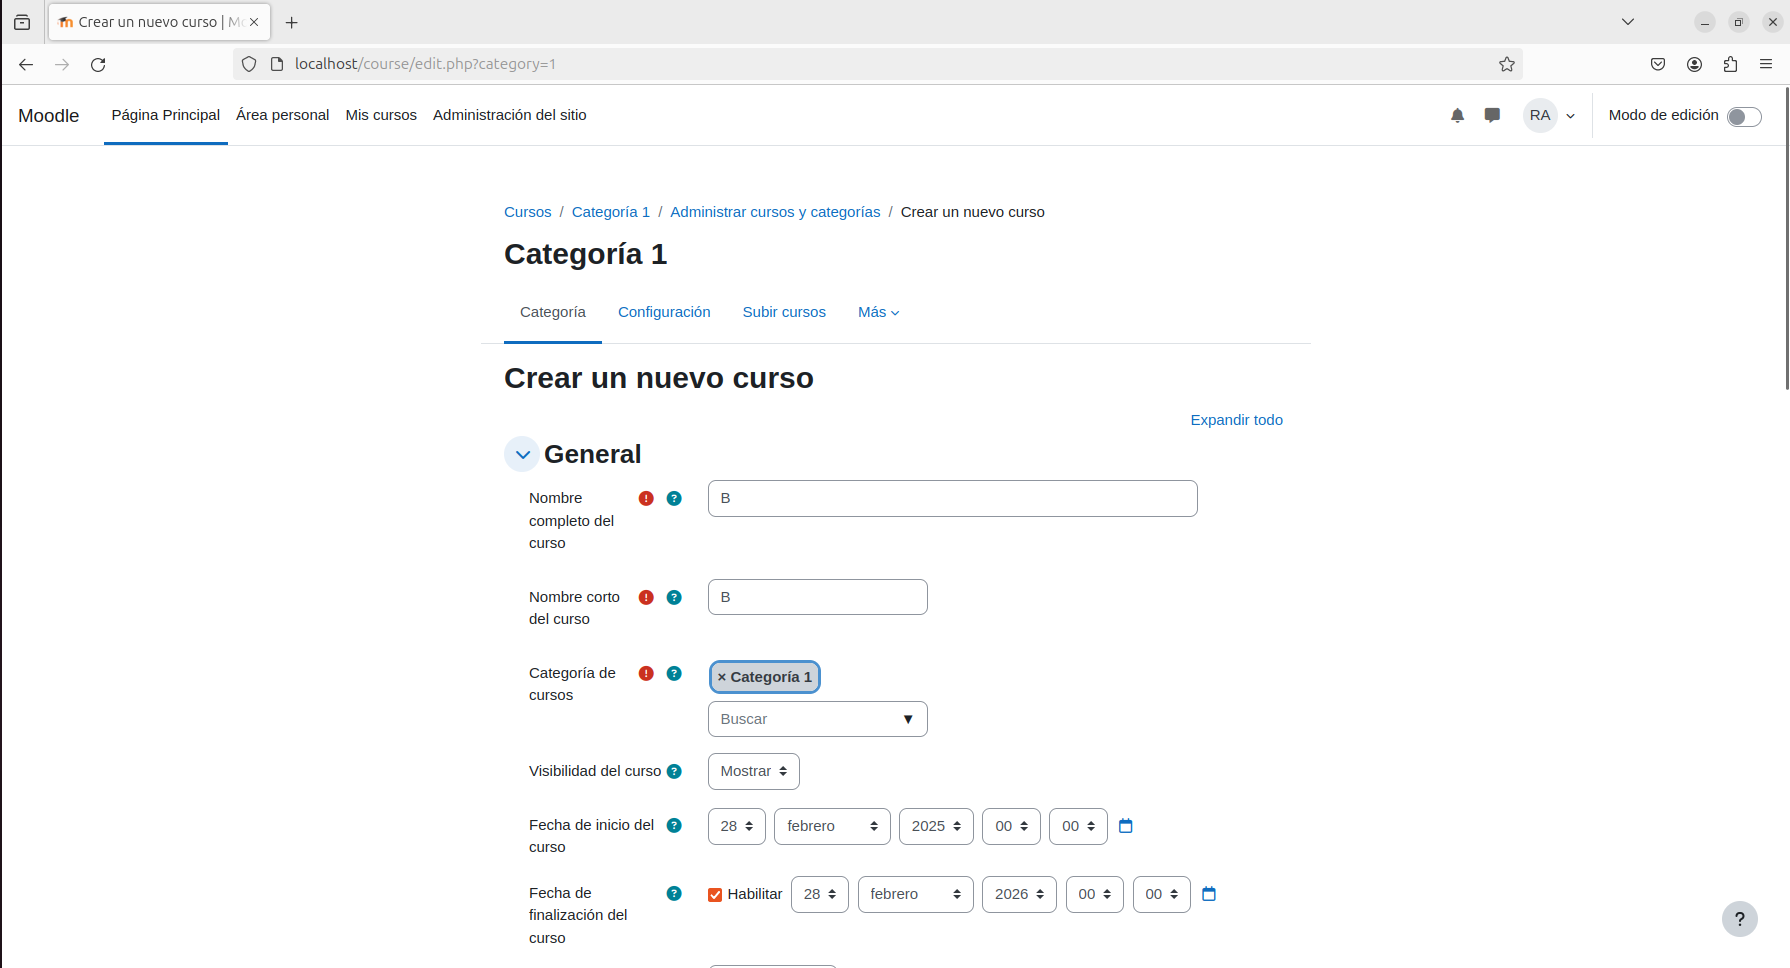 Crear un nuevo curso | Mo
localhost/course/edit.php?category=1
Moodle Página Principal Área personal Mis cursos Administración del sitio RA Modo de edición
Cursos / Categoría 1 / Administrar cursos y categorías / Crear un nuevo curso
Categoría 1
Categoría Configuración Subir cursos Más
Crear un nuevo curso
Expandir todo
General
Nombre completo del curso ! ? B
Nombre corto del curso ! ? B
Categoría de cursos ! ? × Categoría 1
Buscar ▼
Visibilidad del curso ? Mostrar
Fecha de inicio del curso ? 28 febrero 2025 00 00
Fecha de finalización del curso ? Habilitar 28 febrero 2026 00 00
?